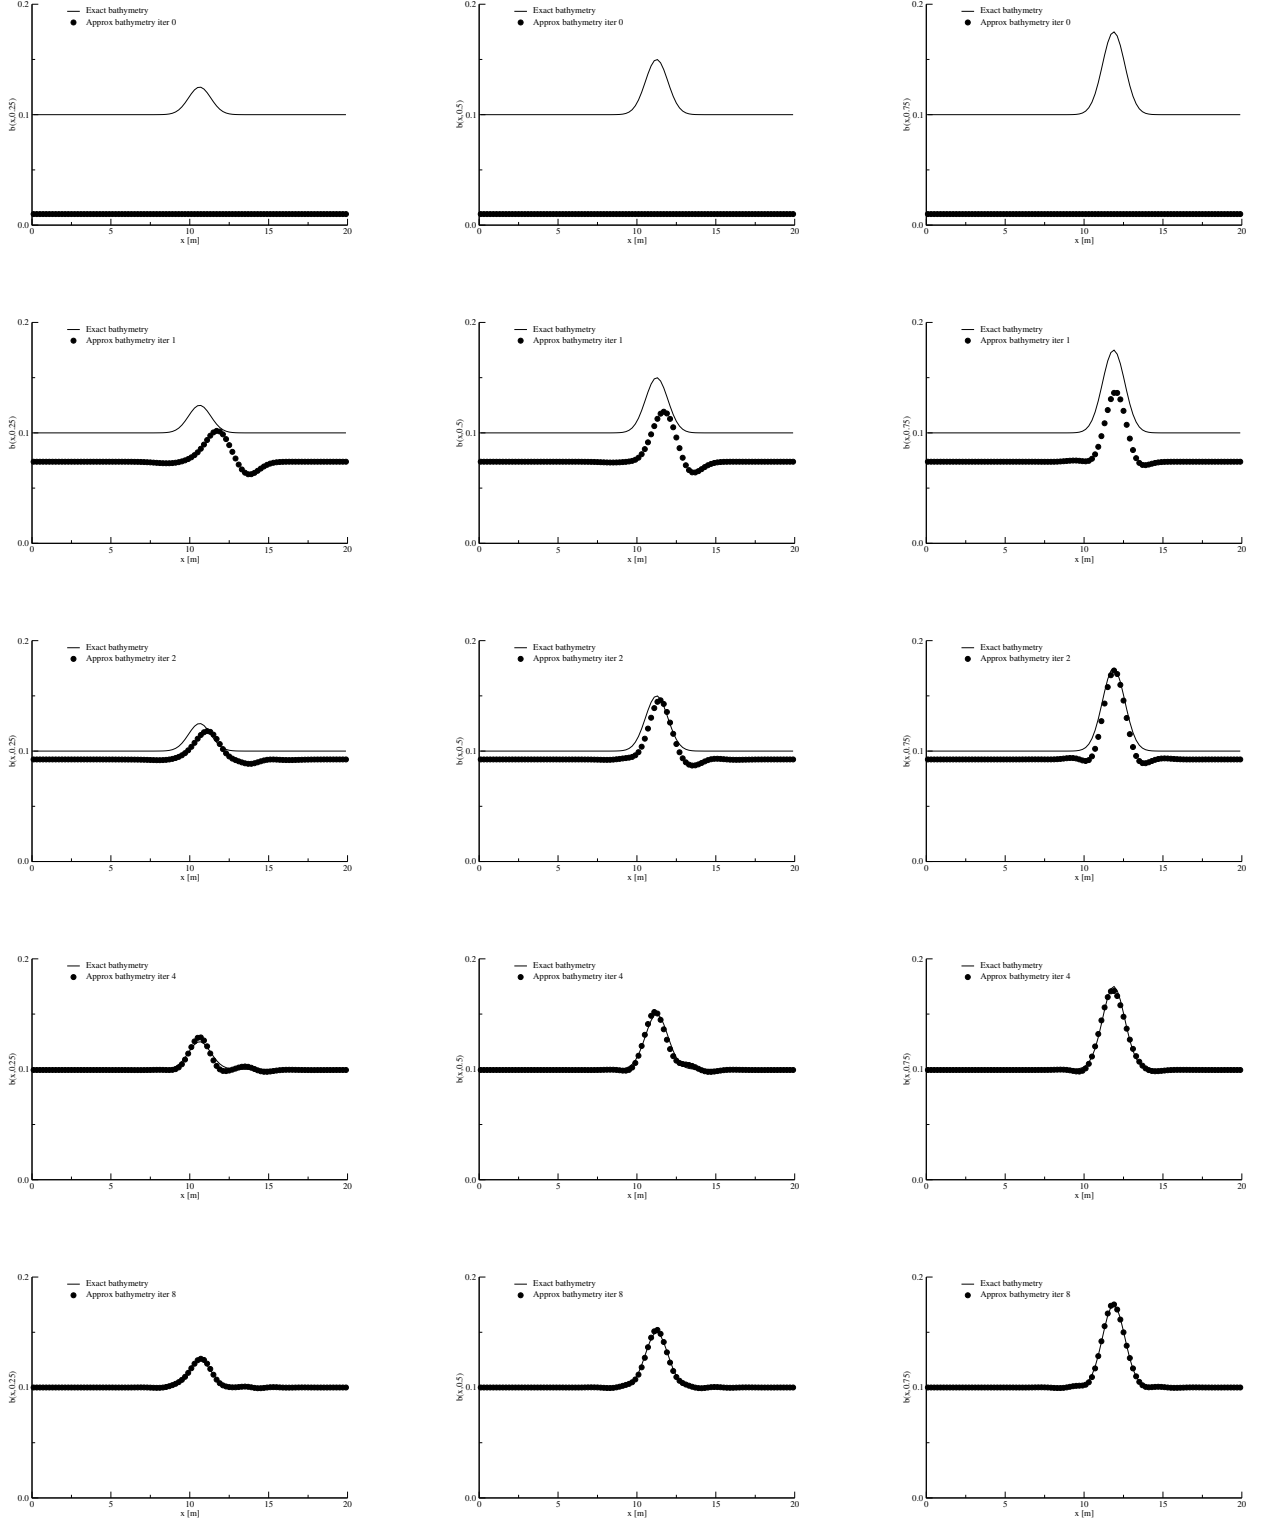 0.2 Exact bathymetry
Approx bathymetry iter 0
b(x,0.25)
0.1
0.0
0 5 10 15 20
x [m]
0.2 Exact bathymetry
Approx bathymetry iter 0
b(x,0.5)
0.1
0.0
0 5 10 15 20
x [m]
0.2 Exact bathymetry
Approx bathymetry iter 0
b(x,0.75)
0.1
0.0
0 5 10 15 20
x [m]
0.2
Exact bathymetry
Approx bathymetry iter 1
b(x,0.25)
0.1
0.0
0 5 10 15 20
x [m]
0.2
Exact bathymetry
Approx bathymetry iter 1
b(x,0.5)
0.1
0.0
0 5 10 15 20
x [m]
0.2
Exact bathymetry
Approx bathymetry iter 1
b(x,0.75)
0.1
0.0
0 5 10 15 20
x [m]
0.2
Exact bathymetry
Approx bathymetry iter 2
b(x,0.25)
0.1
0.0
0 5 10 15 20
x [m]
0.2
Exact bathymetry
Approx bathymetry iter 2
b(x,0.5)
0.1
0.0
0 5 10 15 20
x [m]
0.2
Exact bathymetry
Approx bathymetry iter 2
b(x,0.75)
0.1
0.0
0 5 10 15 20
x [m]
0.2
Exact bathymetry
Approx bathymetry iter 4
b(x,0.25)
0.1
0.0
0 5 10 15 20
x [m]
0.2
Exact bathymetry
Approx bathymetry iter 4
b(x,0.5)
0.1
0.0
0 5 10 15 20
x [m]
0.2
Exact bathymetry
Approx bathymetry iter 4
b(x,0.75)
0.1
0.0
0 5 10 15 20
x [m]
0.2
Exact bathymetry
Approx bathymetry iter 8
b(x,0.25)
0.1
0.0
0 5 10 15 20
x [m]
0.2
Exact bathymetry
Approx bathymetry iter 8
b(x,0.5)
0.1
0.0
0 5 10 15 20
x [m]
0.2
Exact bathymetry
Approx bathymetry iter 8
b(x,0.75)
0.1
0.0
0 5 10 15 20
x [m]